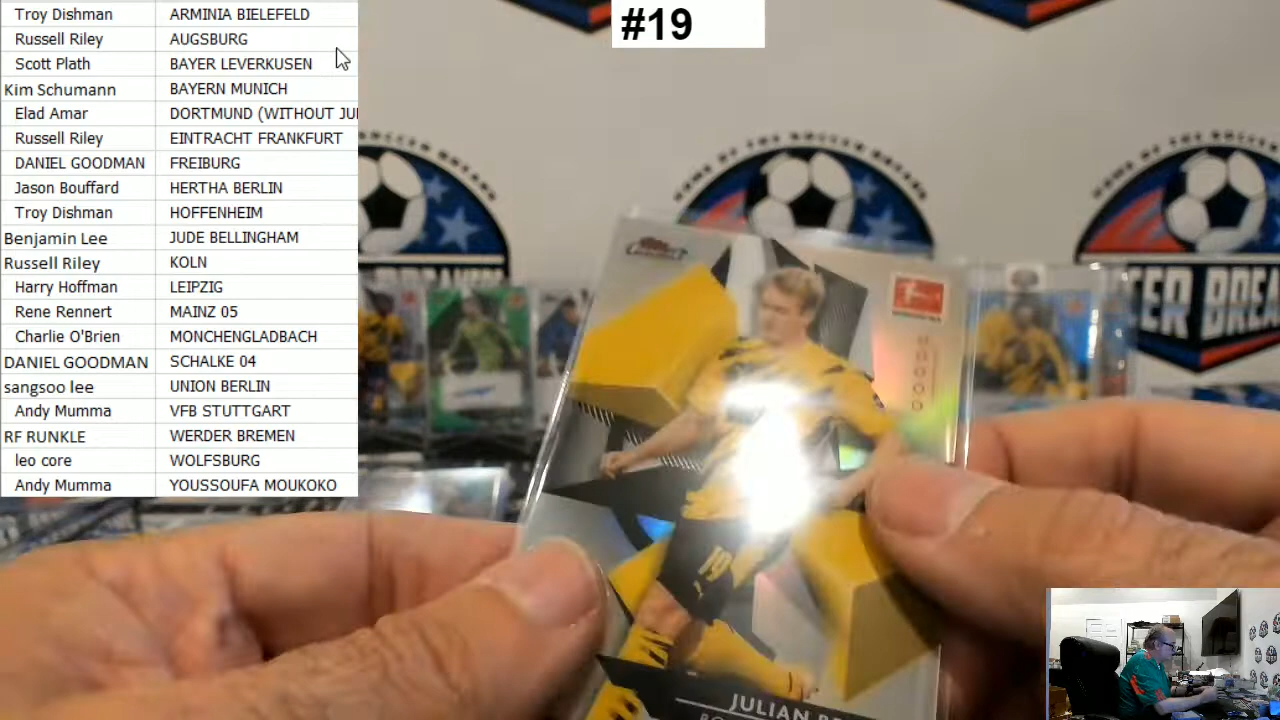 #19
Troy Dishman ARMINIA BIELEFELD
Russell Riley AUGSBURG
Scott Plath BAYER LEVERKUSEN
Kim Schumann BAYERN MUNICH
Elad Amar DORTMUND (WITHOUT
Russell Riley EINTRACHT FRANKFURT
DANIEL GOODMAN FREIBURG
Jason Bouffard HERTHA BERLIN
Troy Dishman HOFFENHEIM
Benjamin Lee JUDE BELLINGHAM
Russell Riley KOLN
Harry Hoffman LEIPZIG
Rene Rennert MAINZ 05
Charlie O'Brien MONCHENGLADBACH
DANIEL GOODMAN SCHALKE 04
sangsoo lee UNION BERLIN
Andy Mumma VFB STUTTGART
RF RUNKLE WERDER BREMEN
leo core WOLFSBURG
Andy Mumma YOUSSOUFA MOUKOKO
19
JULIAN